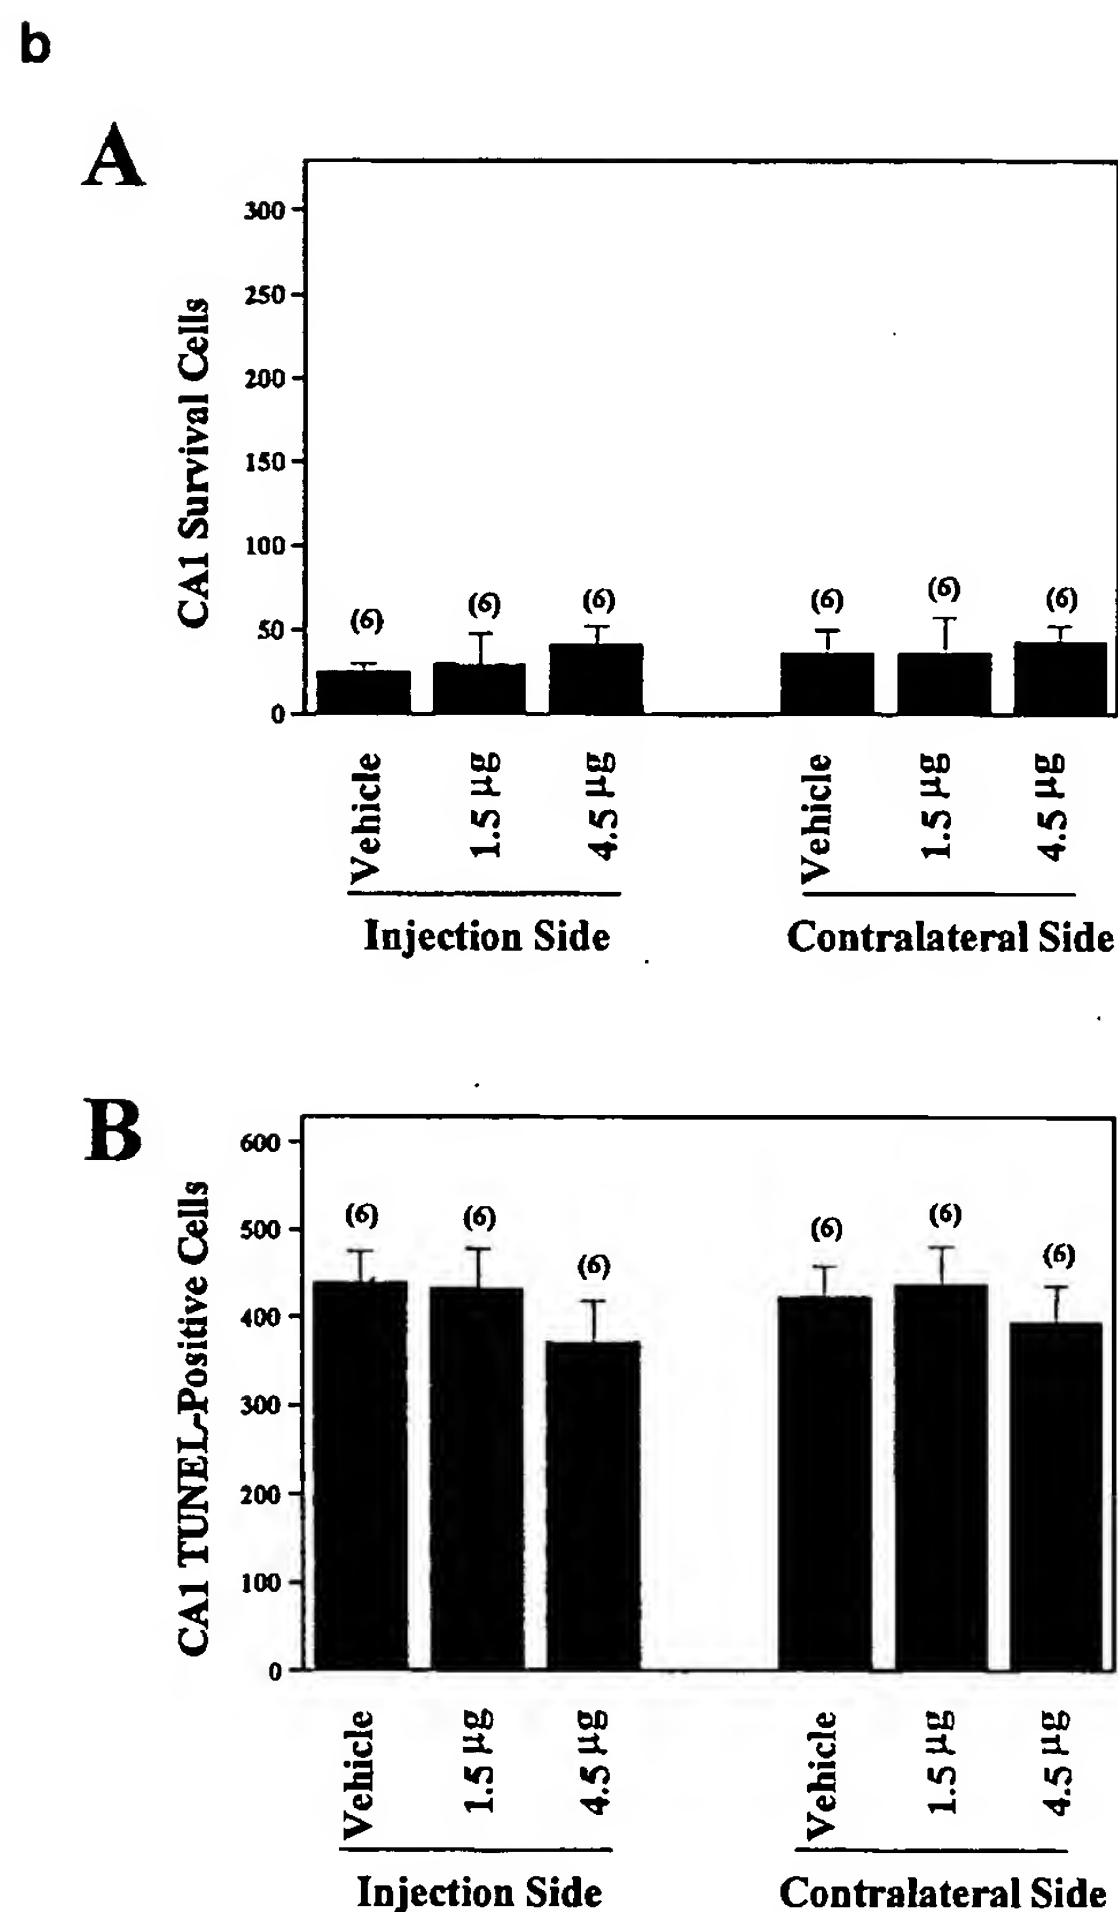 b
A
CA1 Survival Cells
300
250
200
150
100
50
0
(6) (6) (6) (6) (6) (6)
Vehicle 1.5 µg 4.5 µg Vehicle 1.5 µg 4.5 µg
Injection Side Contralateral Side
B
CA1 TUNEL-Positive Cells
600
500
400
300
200
100
0
(6) (6) (6) (6) (6) (6)
Vehicle 1.5 µg 4.5 µg Vehicle 1.5 µg 4.5 µg
Injection Side Contralateral Side